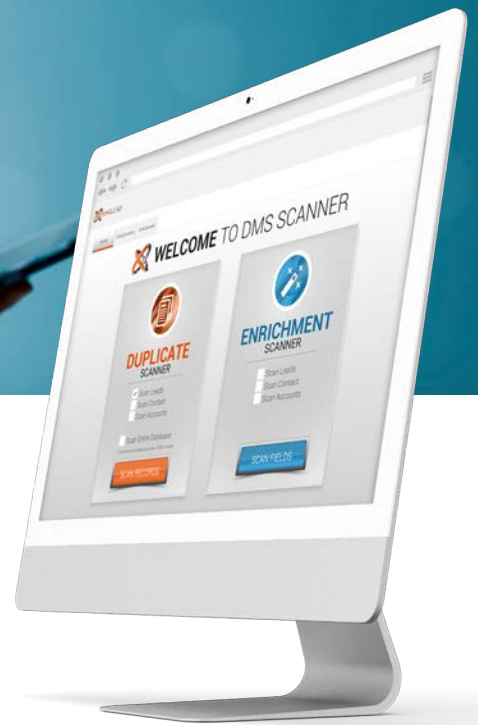 WELCOME TO DMS SCANNER
DUPLICATE
SCANNER
Scan Leads
Scan Contact
Scan Accounts
Scan Entire Database
SCAN RECORDS
ENRICHMENT
SCANNER
Scan Leads
Scan Contact
Scan Accounts
SCAN FIELDS